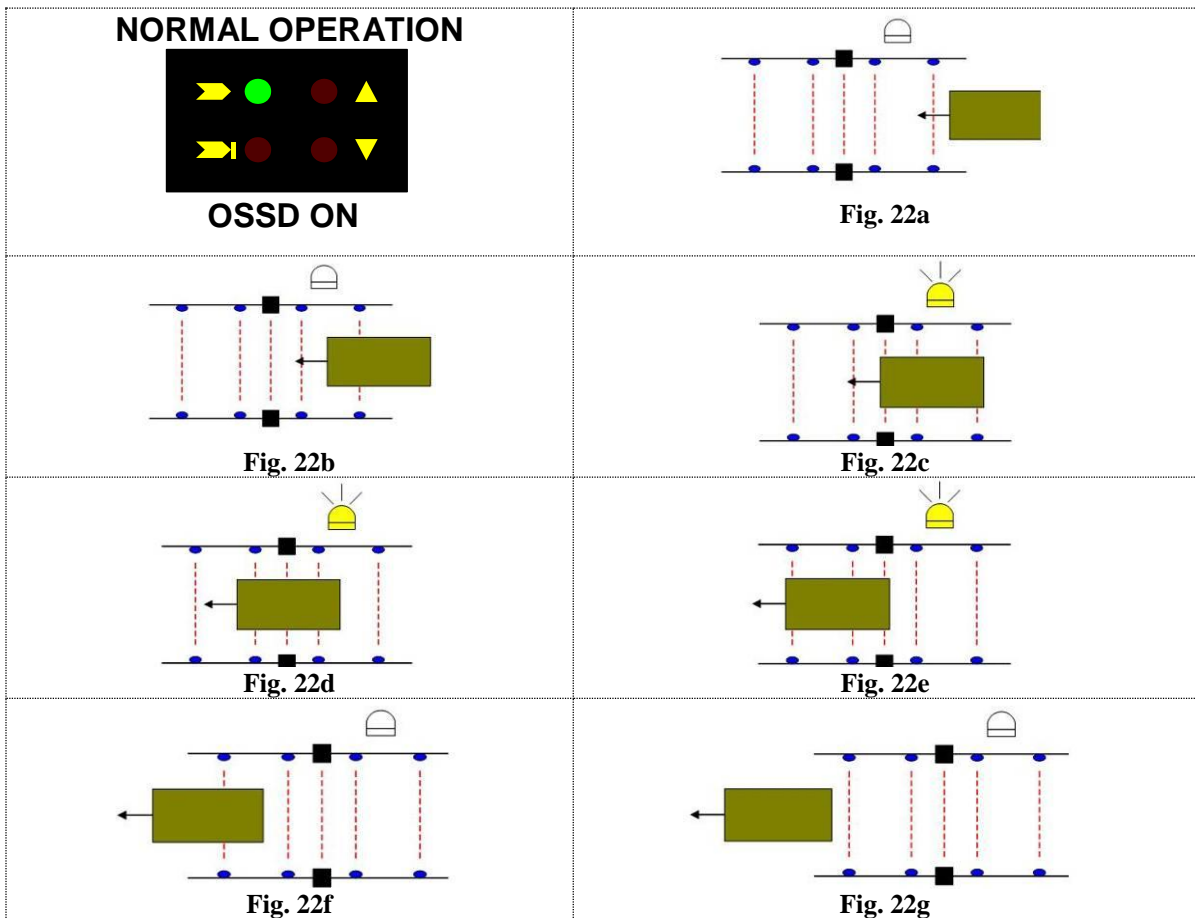 NORMAL OPERATION
OSSD ON
Fig. 22a
Fig. 22b
Fig. 22c
Fig. 22d
Fig. 22e
Fig. 22f
Fig. 22g